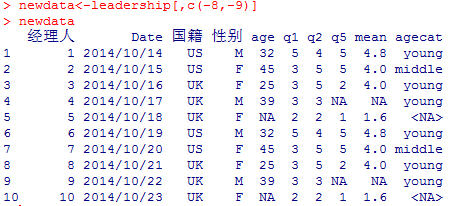 > newdata<-leadership[,c(-8,-9)]
> newdata
经理人 Date 国籍 性别 age q1 q2 q5 mean agecat
1 1 2014/10/14 US M 32 5 4 5 4.8 young
2 2 2014/10/15 US F 45 3 5 5 4.0 middle
3 3 2014/10/16 UK F 25 3 5 2 4.0 young
4 4 2014/10/17 UK M 39 3 3 NA NA young
5 5 2014/10/18 UK F NA 2 2 1 1.6 <NA>
6 6 2014/10/19 US M 32 5 4 5 4.8 young
7 7 2014/10/20 US F 45 3 5 5 4.0 middle
8 8 2014/10/21 UK F 25 3 5 2 4.0 young
9 9 2014/10/22 UK M 39 3 3 NA NA young
10 10 2014/10/23 UK F NA 2 2 1 1.6 <NA>